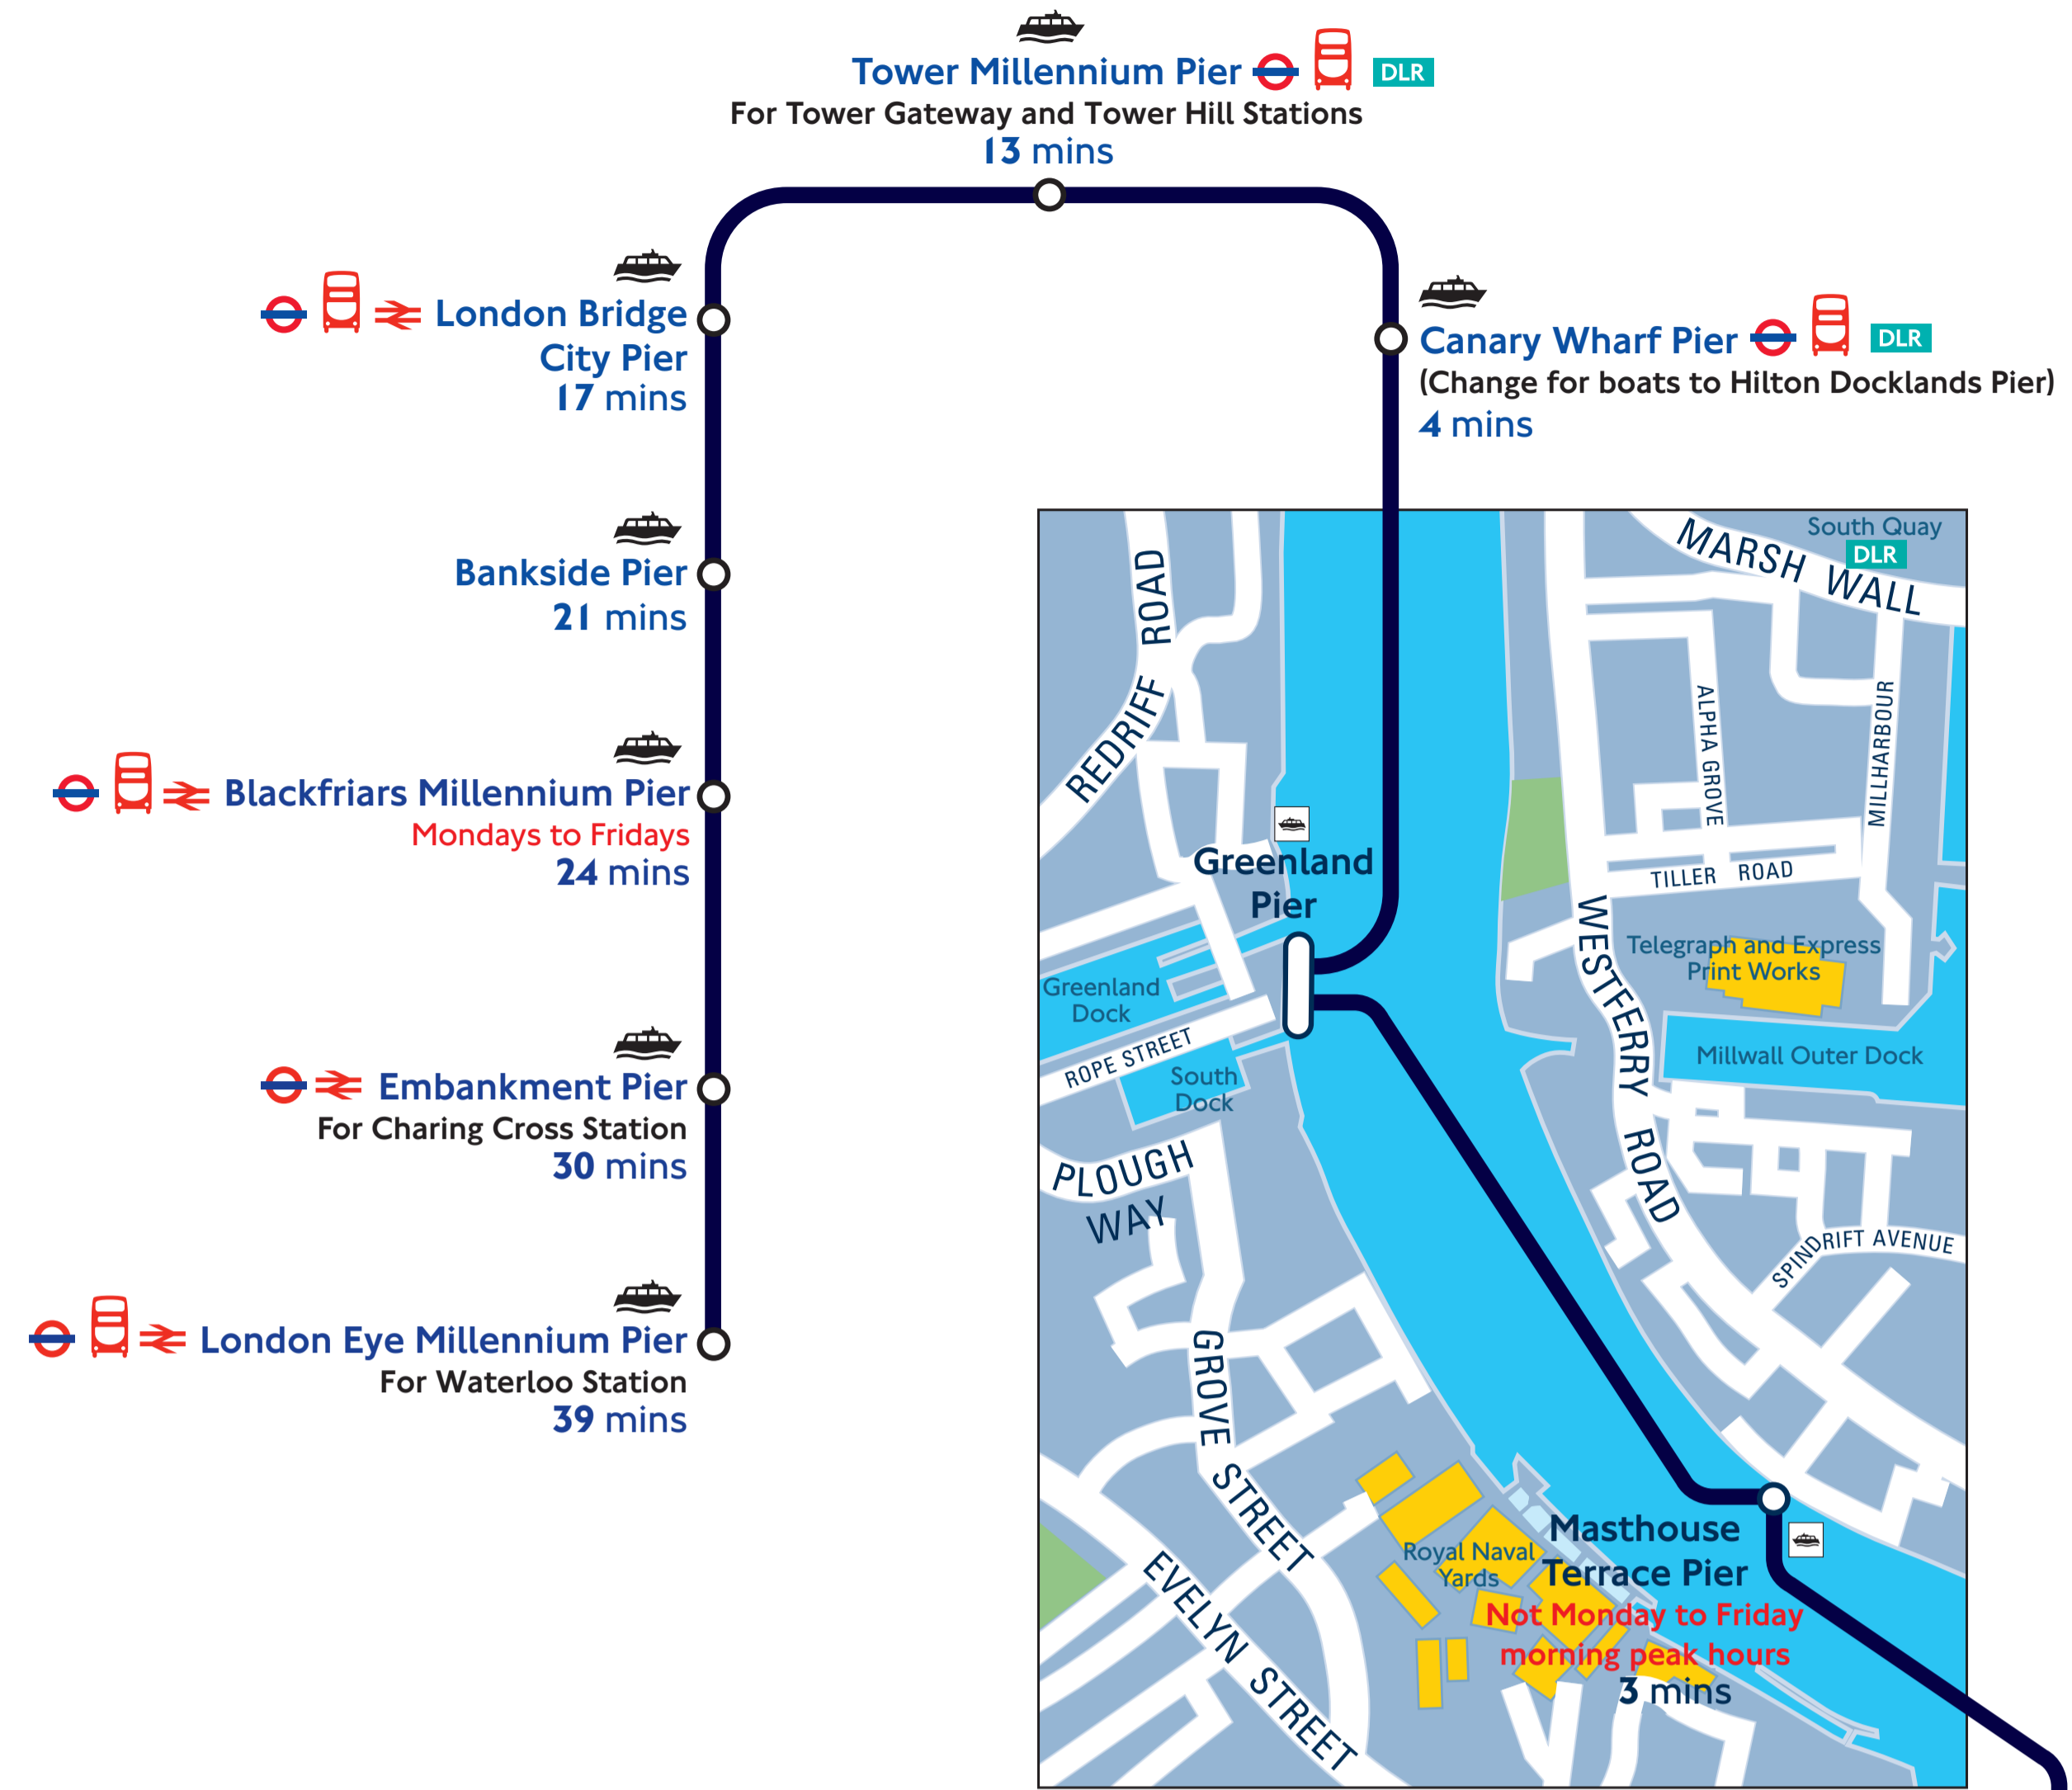 Tower Millennium Pier
DLR
For Tower Gateway and Tower Hill Stations
13 mins
London Bridge
City Pier
17 mins
Canary Wharf Pier
DLR
(Change for boats to Hilton Docklands Pier)
4 mins
Bankside Pier
21 mins
Blackfriars Millennium Pier
Mondays to Fridays
24 mins
Embankment Pier
For Charing Cross Station
30 mins
London Eye Millennium Pier
For Waterloo Station
39 mins
South Quay
DLR
MARSH WALL
REDRIFF ROAD
ALPHA GROVE
MILLHARBOUR
TILLER ROAD
Greenland
Pier
WESTFERRY ROAD
Telegraph and Express
Print Works
Greenland
Dock
ROPE STREET
South
Dock
Millwall Outer Dock
PLOUGH
WAY
SPINDRIFT AVENUE
GROVE STREET
Royal Naval
Yards
Masthouse
Terrace Pier
Not Monday to Friday
morning peak hours
3 mins
EVELYN STREET